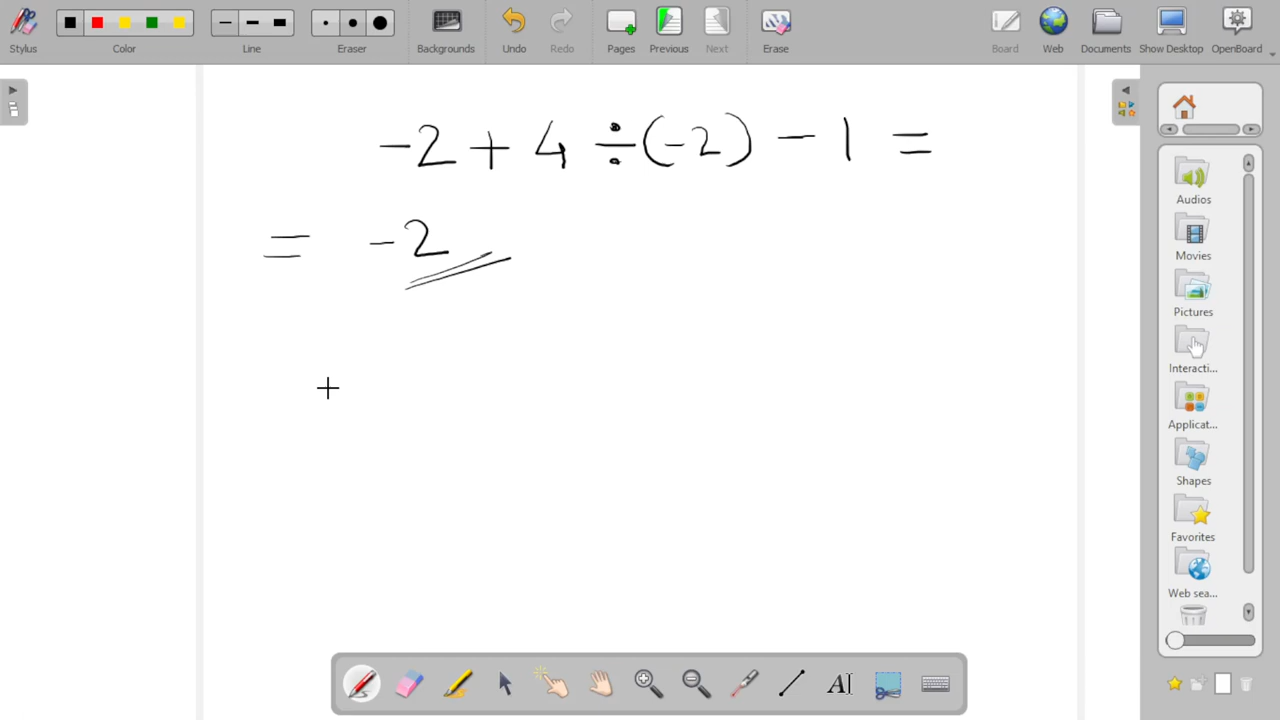 Stylus Color Line Eraser Backgrounds Undo Redo Pages Previous Next Erase Board Web Documents Show Desktop OpenBoard
-2 + 4 ÷ (-2) - 1 =
= -2
Audios
Movies
Pictures
Interacti...
Applicat...
Shapes
Favorites
Web sea...